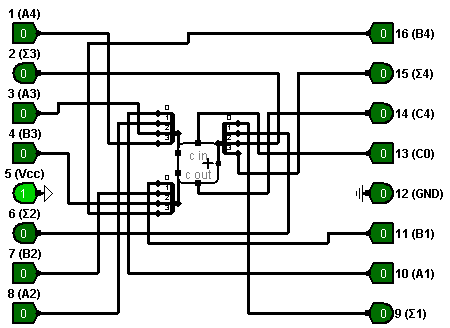 1 (A4)
0
2 (Σ3)
0
3 (A3)
0
4 (B3)
0
5 (Vcc)
1
6 (Σ2)
0
7 (B2)
0
8 (A2)
0
0
1
2
3
0
1
2
3
0
1
2
3
c in
+
c out
16 (B4)
0
15 (Σ4)
0
14 (C4)
0
13 (C0)
0
12 (GND)
0
11 (B1)
0
10 (A1)
0
9 (Σ1)
0